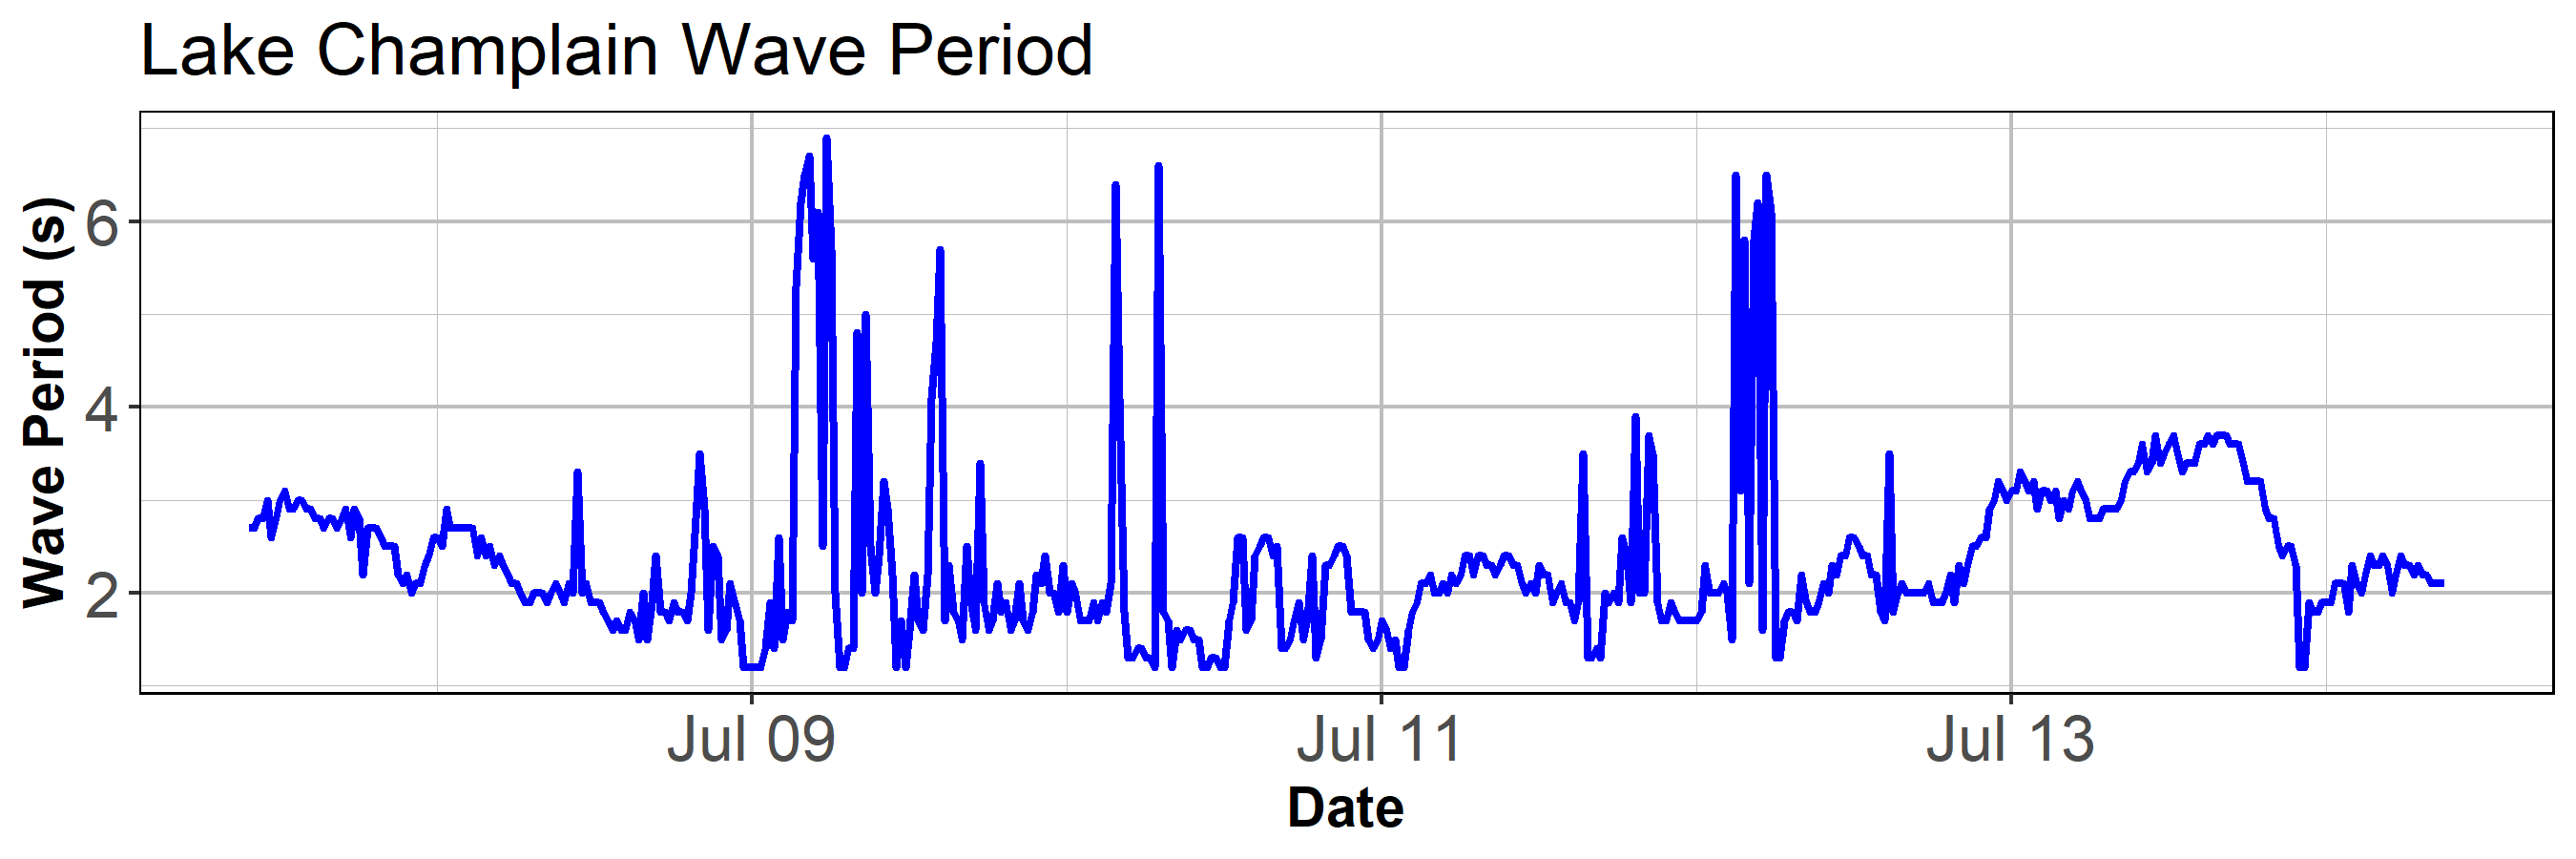 Lake Champlain Wave Period
Wave Period (s)
6
4
2
Jul 09 Jul 11 Jul 13
Date